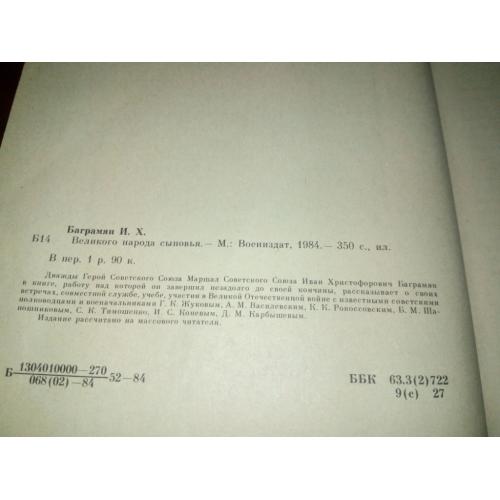 Баграмян И. Х.
Б14 Великого народа сыновья.— М.: Воениздат, 1984.— 350 с., ил.
В пер. 1 р. 90 к.
Дважды Герой Советского Союза Маршал Советского Союза Иван Христофорович Баграмян
в книге, работу над которой он завершил незадолго до своей кончины, рассказывает о своих
встречах, совместной службе, учебе, участии в Великой Отечественной войне с известными советскими
полководцами и военачальниками Г. К. Жуковым, А. М. Василевским, К. К. Рокоссовским, Б. М. Ша-
пошниковым, С. К. Тимошенко, И. С. Коневым, Д. М. Карбышевым.
Издание рассчитано на массового читателя.
Б 1304010000—270
068(02)—84 52—84
ББК 63.3(2)722
9(с) 27